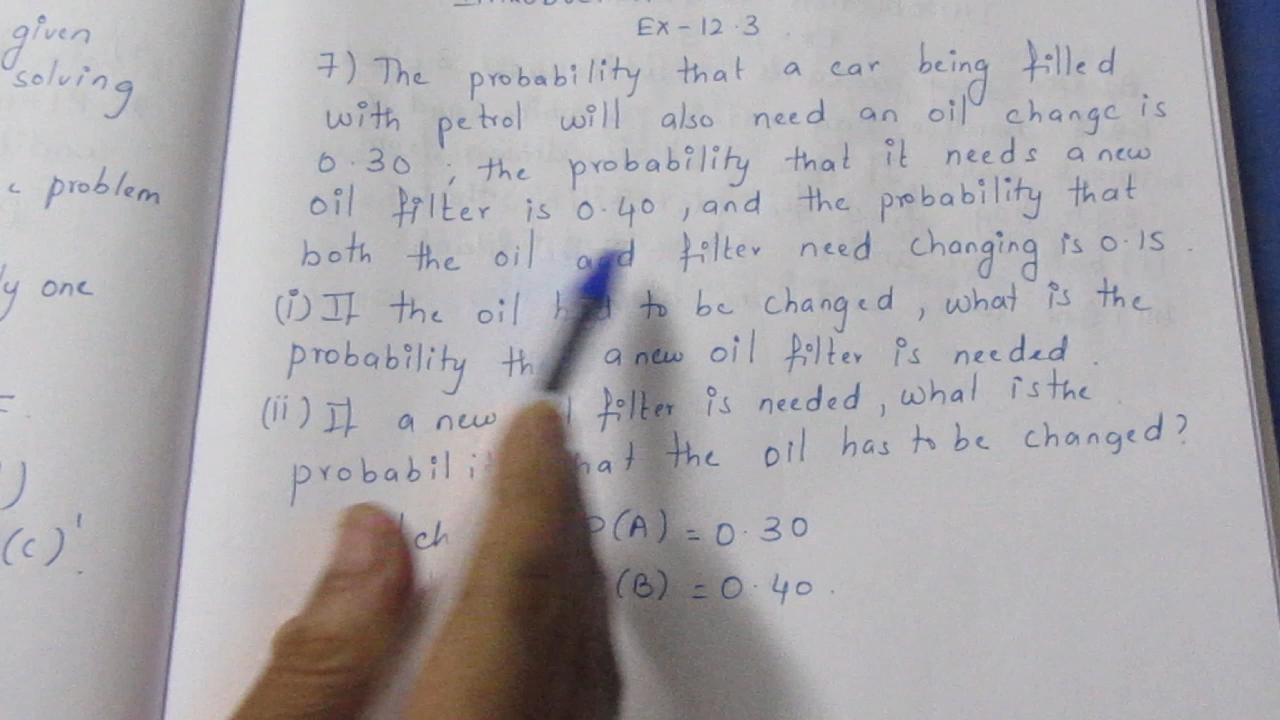 given
solving
problem
y one
=
)
(c)'
Ex - 12.3
7) The probability that a car being filled
with petrol will also need an oil change is
0.30 ; the probability that it needs a new
oil filter is 0.40 , and the probability that
both the oil and filter need changing is 0.15 .
(i) If the oil had to be changed , what is the
probability a new oil filter is needed .
(ii) If a new filter is needed , what is the
the oil has to be changed?
P(A) = 0.30
(B) = 0.40 .